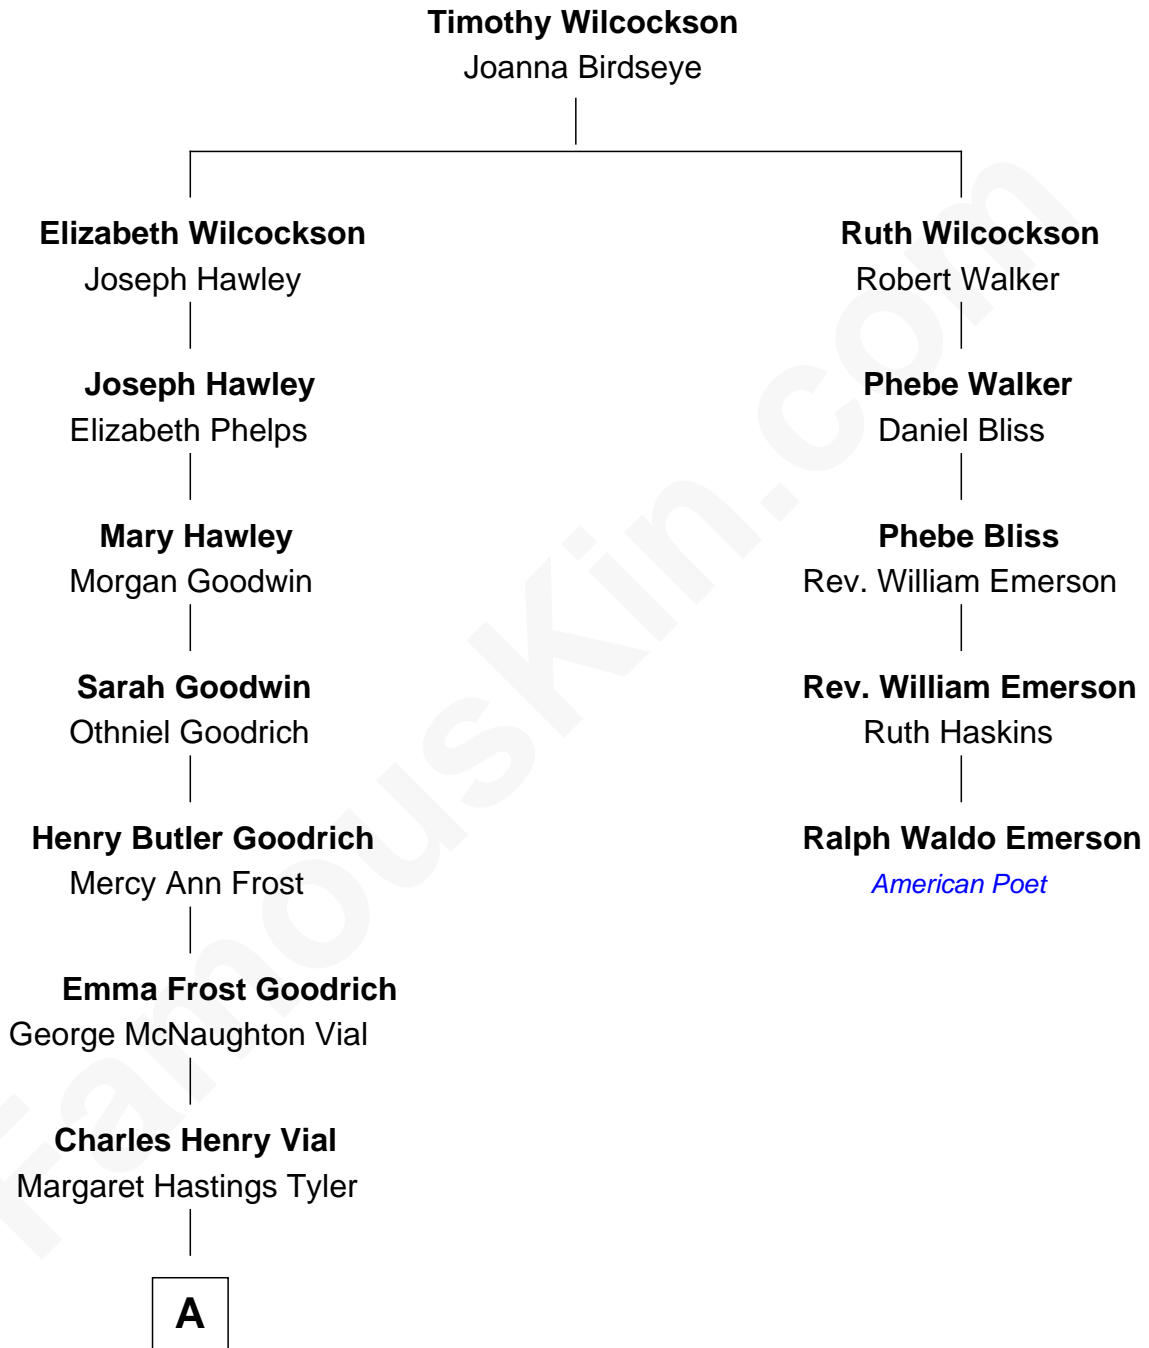 Timothy Wilcockson
Joanna Birdseye
Elizabeth Wilcockson
Joseph Hawley
Ruth Wilcockson
Robert Walker
Joseph Hawley
Elizabeth Phelps
Phebe Walker
Daniel Bliss
Mary Hawley
Morgan Goodwin
Phebe Bliss
Rev. William Emerson
Sarah Goodwin
Othniel Goodrich
Rev. William Emerson
Ruth Haskins
Henry Butler Goodrich
Mercy Ann Frost
Ralph Waldo Emerson
American Poet
Emma Frost Goodrich
George McNaughton Vial
Charles Henry Vial
Margaret Hastings Tyler
A
FamousKin.com